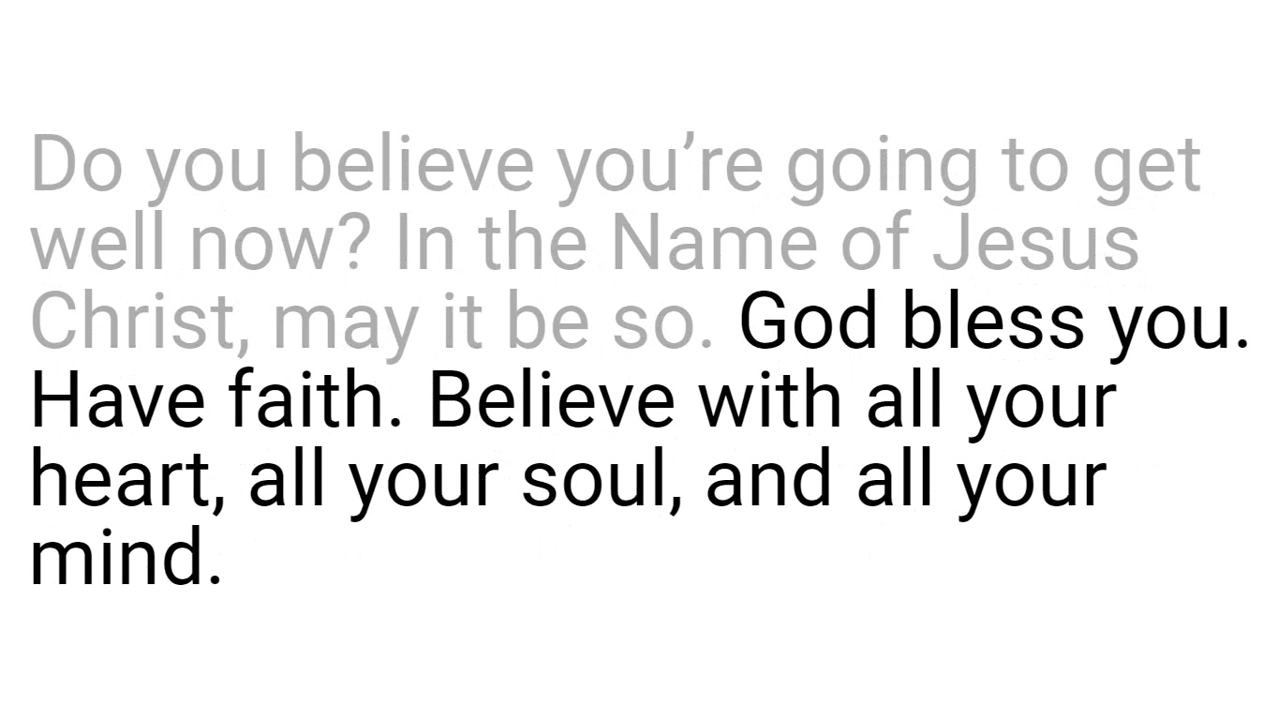 Do you believe you’re going to get
well now? In the Name of Jesus
Christ, may it be so. God bless you.
Have faith. Believe with all your
heart, all your soul, and all your
mind.